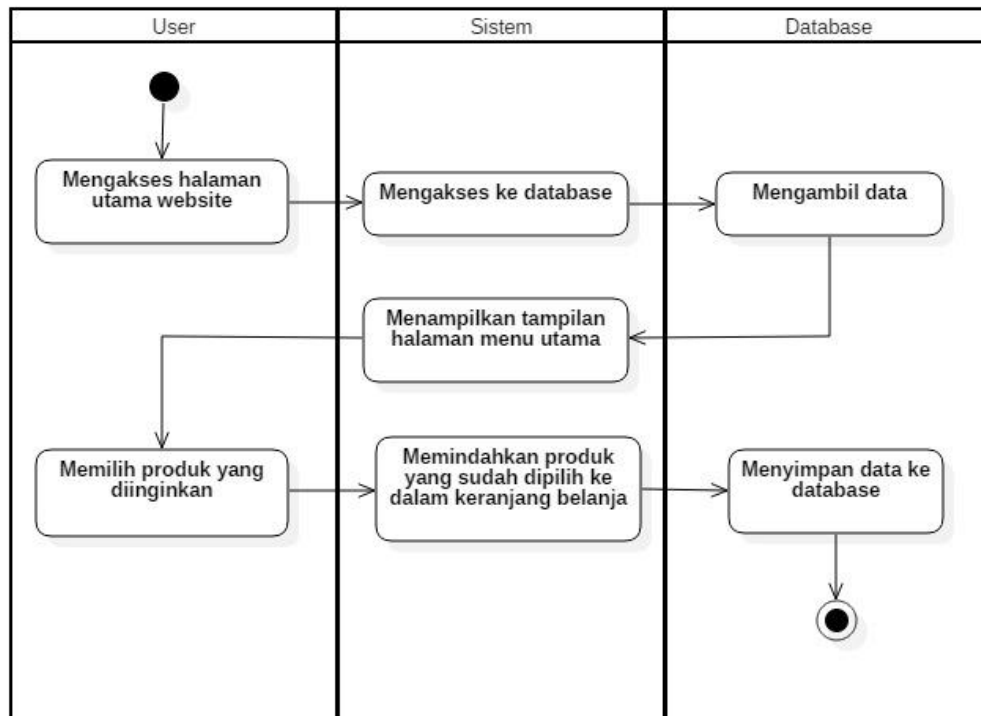 User
Sistem
Database
Mengakses halaman
utama website
Mengakses ke database
Mengambil data
Menampilkan tampilan
halaman menu utama
Memilih produk yang
diinginkan
Memindahkan produk
yang sudah dipilih ke
dalam keranjang belanja
Menyimpan data ke
database